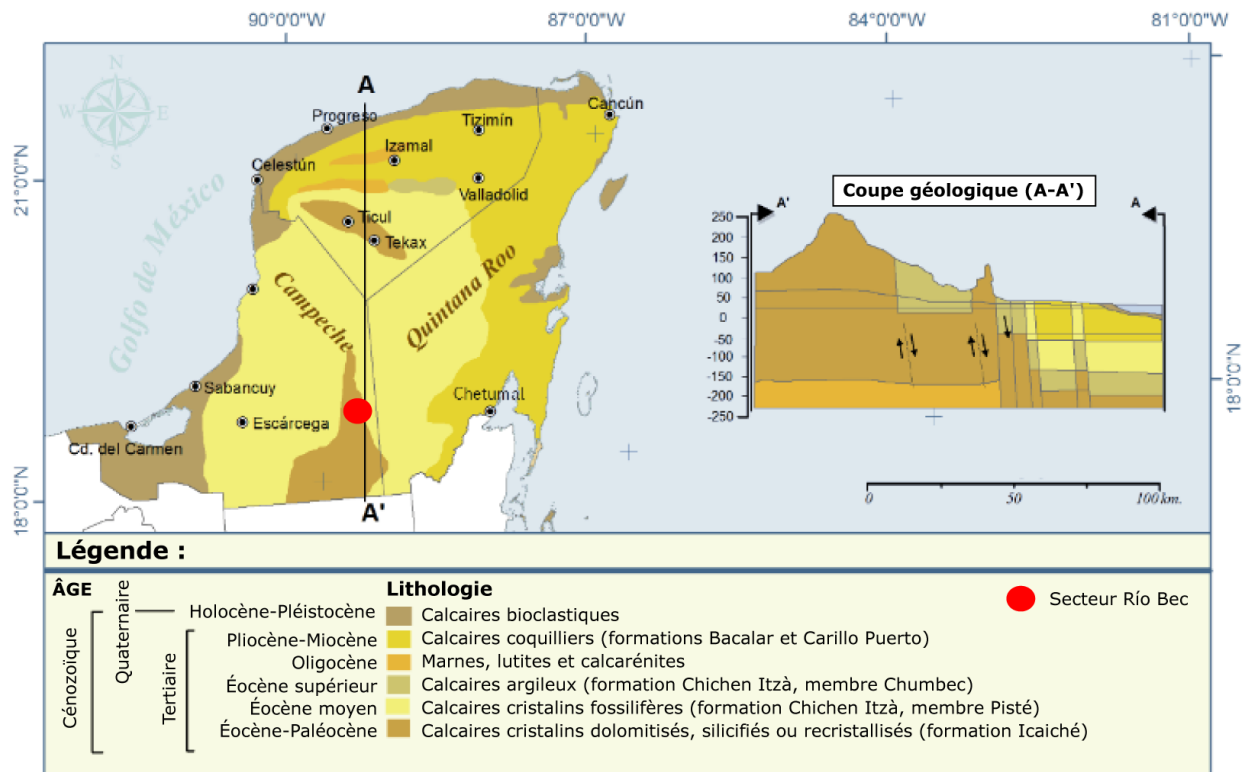 90°0'0"W
87°0'0"W
84°0'0"W
81°0'0"W
21°0'0"N
18°0'0"N
18°0'0"N
N
W
E
S
A
Progreso
Tizimín
Cancún
Izamal
Celestún
Valladolid
Ticul
Tekax
Golfo de México
Campeche
Quintana Roo
Sabancuy
Chetumal
Escárcega
Cd. del Carmen
A'
Coupe géologique (A-A')
A'
A
250
200
150
100
50
0
-50
-100
-150
-200
-250
0 50 100 km.
Légende :
ÂGE
Lithologie
Cénozoïque
Quaternaire
Tertiaire
Holocène-Pléistocène Calcaires bioclastiques
Pliocène-Miocène Calcaires coquilliers (formations Bacalar et Carillo Puerto)
Oligocène Marnes, lutites et calcarénites
Éocène supérieur Calcaires argileux (formation Chichen Itzà, membre Chumbec)
Éocène moyen Calcaires cristalins fossilifères (formation Chichen Itzà, membre Pisté)
Éocène-Paléocène Calcaires cristalins dolomitisés, silicifiés ou recristallisés (formation Icaiché)
Secteur Río Bec